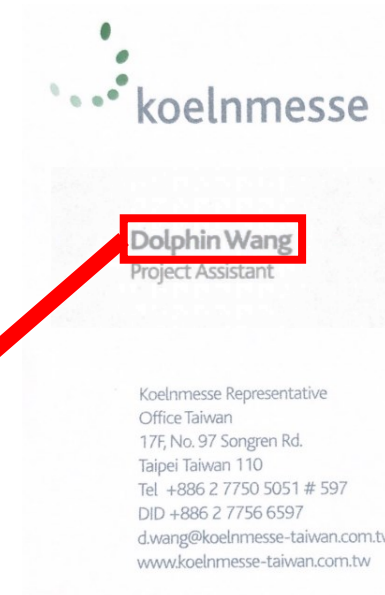 koelnmesse
Dolphin Wang
Project Assistant
Koelnmesse Representative
Office Taiwan
17F, No. 97 Songren Rd.
Taipei Taiwan 110
Tel +886 2 7750 5051 # 597
DID +886 2 7756 6597
d.wang@koelnmesse-taiwan.com.tv
www.koelnmesse-taiwan.com.tw